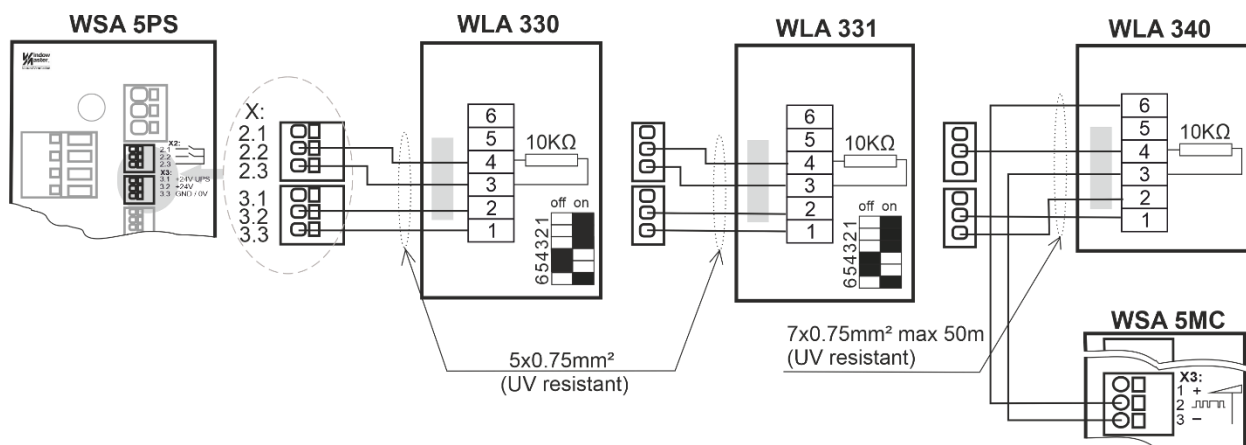 WSA 5PS
Window
Master.
X2:
2.1
2.2
2.3
X3:
3.1 +24V UPS
3.2 +24V
3.3 GND / 0V
X:
2.1
2.2
2.3
3.1
3.2
3.3
WLA 330
6
5
4
3
2
1
10KΩ
off on
654321
5x0.75mm²
(UV resistant)
WLA 331
6
5
4
3
2
1
10KΩ
off on
654321
7x0.75mm² max 50m
(UV resistant)
WLA 340
6
5
4
3
2
1
10KΩ
WSA 5MC
X3:
1 +
2
3 –